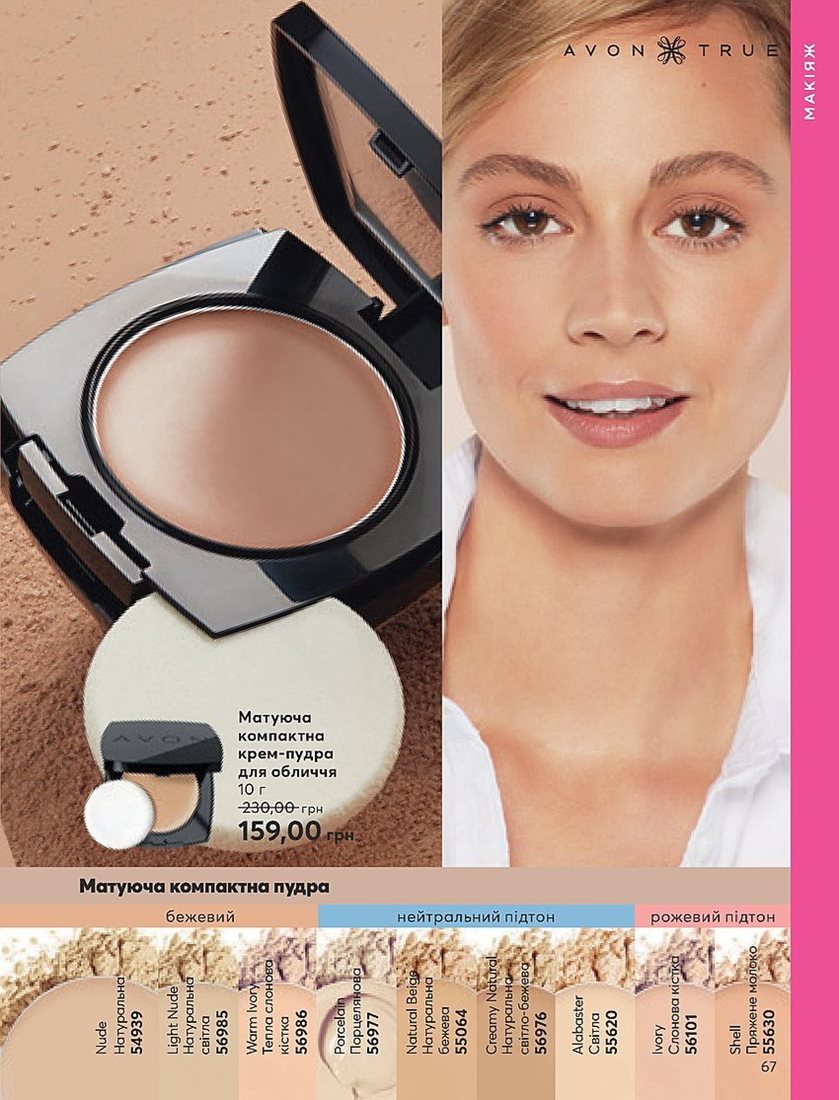 AVON TRUE
МАКІЯЖ
AVON
Матуюча
компактна
крем-пудра
для обличчя
10 г
230,00 грн
159,00 грн
Матуюча компактна пудра
бежевий
нейтральний підтон
рожевий підтон
Nude
Натуральна
54939
Light Nude
Натуральна
світла
56985
Warm Ivory
Тепла слонова
кістка
56986
Porcelain
Порцелянова
56977
Natural Beige
Натуральна
бежева
55064
Creamy Natural
Натуральна
світло-бежева
56976
Alabaster
Світла
55620
Ivory
Слонова кістка
56101
Shell
Пряжене молоко
55630
67